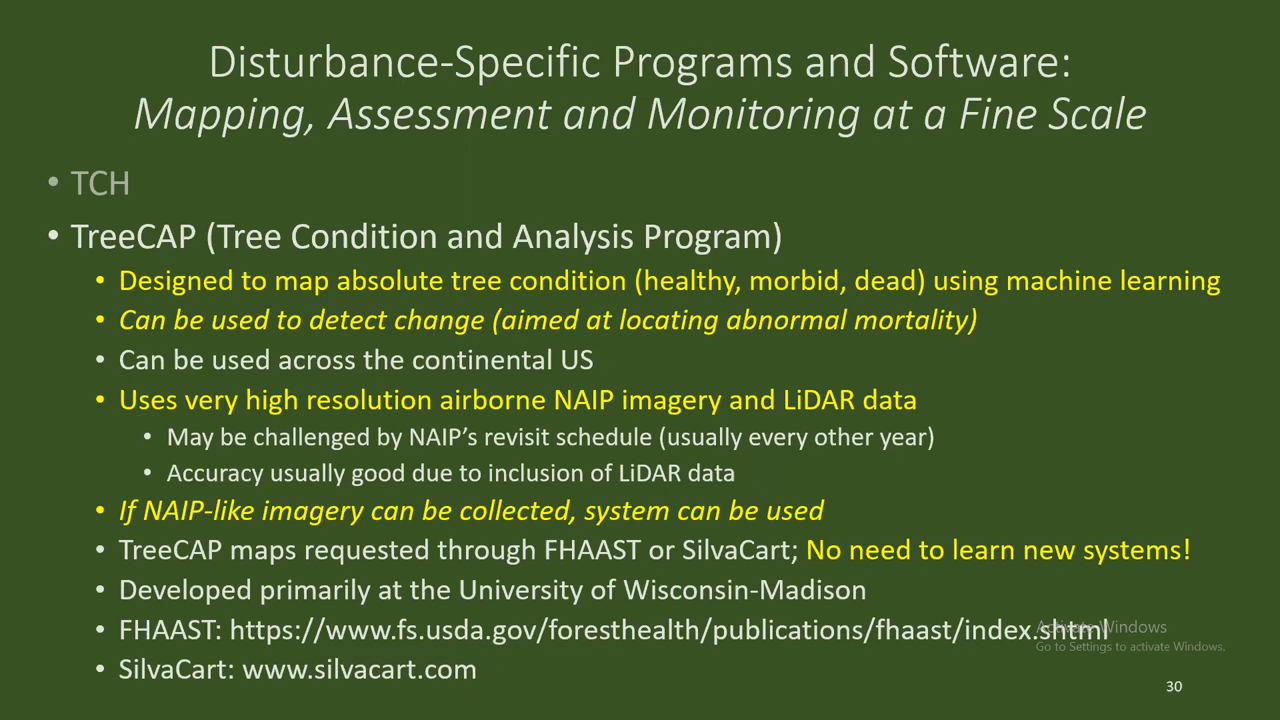 Disturbance-Specific Programs and Software:
Mapping, Assessment and Monitoring at a Fine Scale
• TCH
• TreeCAP (Tree Condition and Analysis Program)
• Designed to map absolute tree condition (healthy, morbid, dead) using machine learning
• Can be used to detect change (aimed at locating abnormal mortality)
• Can be used across the continental US
• Uses very high resolution airborne NAIP imagery and LiDAR data
• May be challenged by NAIP's revisit schedule (usually every other year)
• Accuracy usually good due to inclusion of LiDAR data
• If NAIP-like imagery can be collected, system can be used
• TreeCAP maps requested through FHAAST or SilvaCart; No need to learn new systems!
• Developed primarily at the University of Wisconsin-Madison
• FHAAST: https://www.fs.usda.gov/foresthealth/publications/fhaast/index.shtml
Activate Windows
Go to Settings to activate Windows.
• SilvaCart: www.silvacart.com
30